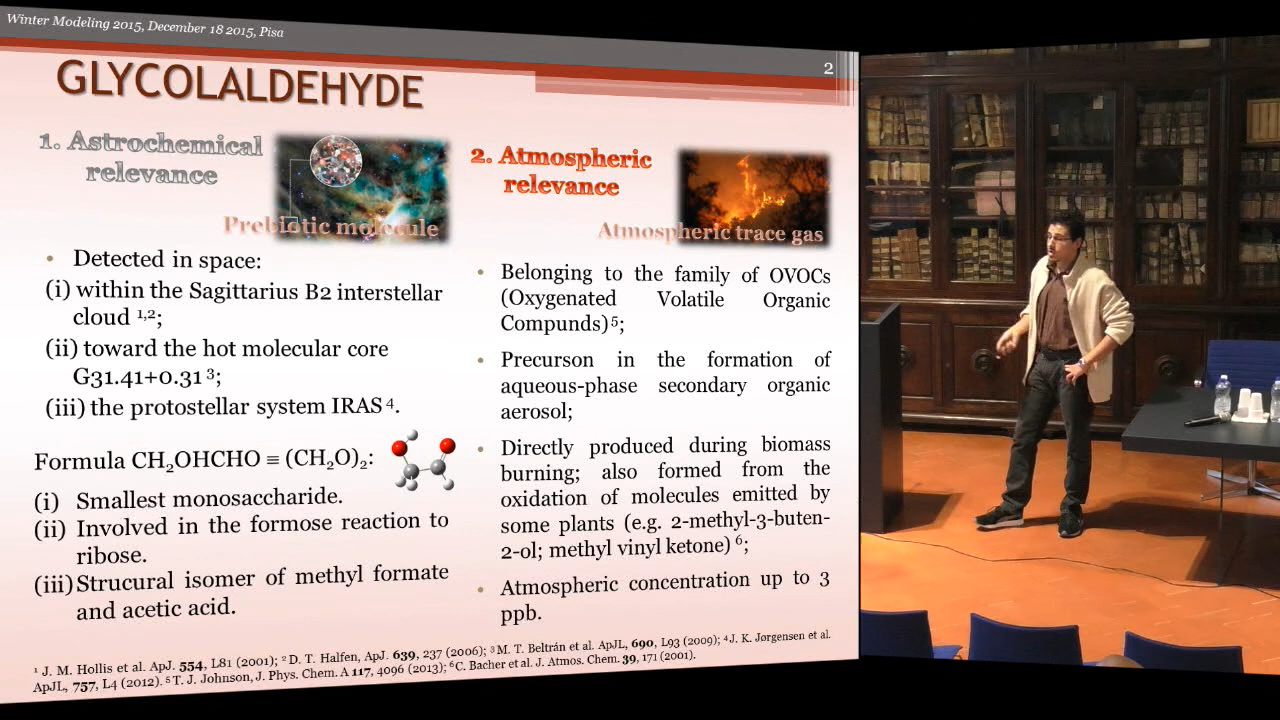 Winter Modeling 2015, December 18 2015, Pisa
2
GLYCOLALDEHYDE
1. Astrochemical
relevance
Prebiotic molecule
• Detected in space:
(i) within the Sagittarius B2 interstellar
cloud ¹,²;
(ii) toward the hot molecular core
G31.41+0.31 ³;
(iii) the protostellar system IRAS ⁴.
Formula CH₂OHCHO ≡ (CH₂O)₂:
(i) Smallest monosaccharide.
(ii) Involved in the formose reaction to
ribose.
(iii) Strucural isomer of methyl formate
and acetic acid.
2. Atmospheric
relevance
Atmospheric trace gas
• Belonging to the family of OVOCs
(Oxygenated Volatile Organic
Compunds) ⁵;
• Precurson in the formation of
aqueous-phase secondary organic
aerosol;
• Directly produced during biomass
burning; also formed from the
oxidation of molecules emitted by
some plants (e.g. 2-methyl-3-buten-
2-ol; methyl vinyl ketone) ⁶;
• Atmospheric concentration up to 3
ppb.
¹ J. M. Hollis et al. ApJ. 554, L81 (2001); ² D. T. Halfen, ApJ. 639, 237 (2006); ³ M. T. Beltrán et al. ApJL, 690, L93 (2009); ⁴ J. K. Jørgensen et al.
ApJL, 757, L4 (2012). ⁵ T. J. Johnson, J. Phys. Chem. A 117, 4096 (2013); ⁶C. Bacher et al. J. Atmos. Chem. 39, 171 (2001).